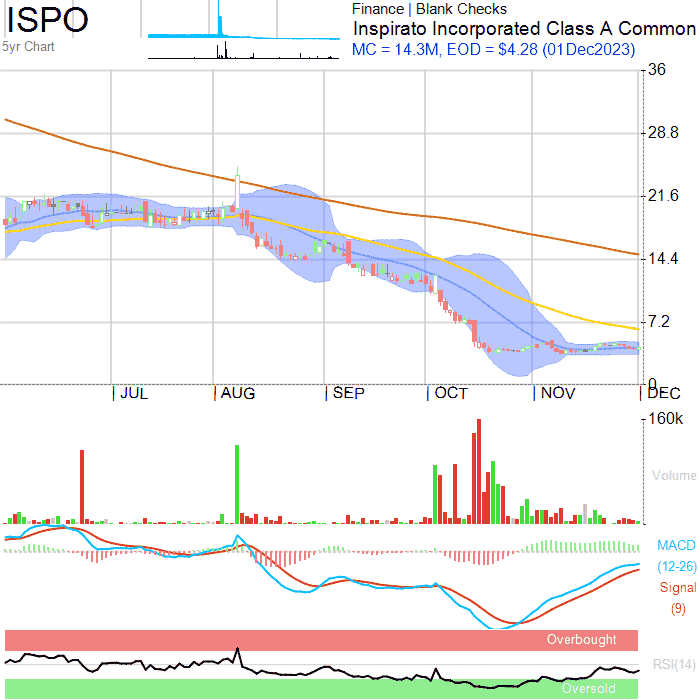 ISPO
5yr Chart
Finance | Blank Checks
Inspirato Incorporated Class A Common
MC = 14.3M, EOD = $4.28 (01Dec2023)
36
28.8
21.6
14.4
7.2
0
JUL
AUG
SEP
OCT
NOV
DEC
160k
Volume
MACD
(12-26)
Signal
(9)
Overbought
RSI(14)
Oversold